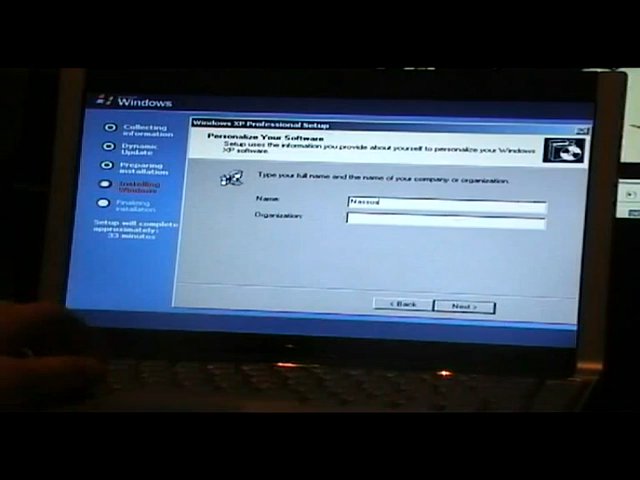 Windows
Collecting
information
Dynamic
Update
Preparing
installation
Installing
Windows
Finalizing
installation
Setup will complete
approximately:
33 minutes
Windows XP Professional Setup
Personalize Your Software
Setup uses the information you provide about yourself to personalize your Windows
XP software.
Type your full name and the name of your company or organization.
Name:
Organization:
< Back
Next >